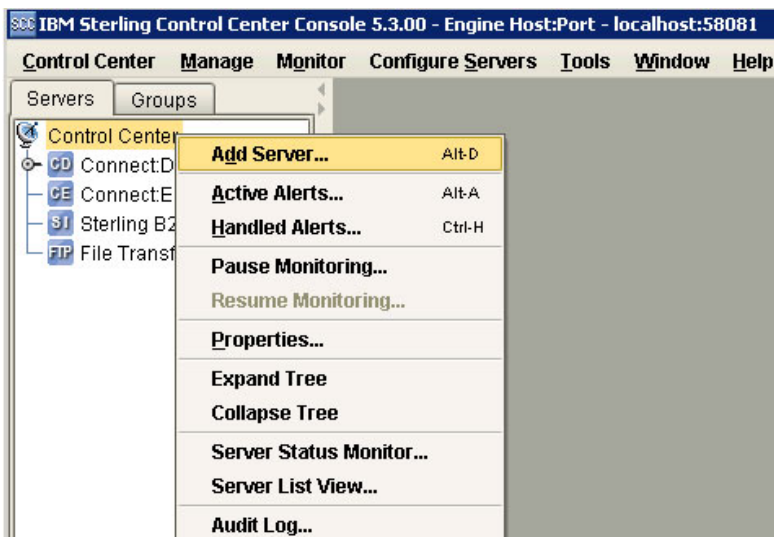 SCC IBM Sterling Control Center Console 5.3.00 - Engine Host:Port - localhost:58081
Control Center Manage Monitor Configure Servers Tools Window Help
Servers Groups
Control Center
CD Connect:D
CE Connect:E
SI Sterling B2
FTP File Transf
Add Server... Alt-D
Active Alerts... Alt-A
Handled Alerts... Ctrl-H
Pause Monitoring...
Resume Monitoring...
Properties...
Expand Tree
Collapse Tree
Server Status Monitor...
Server List View...
Audit Log...